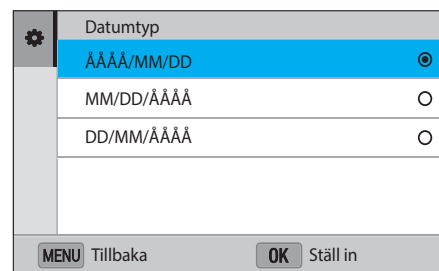 Datumtyp
ÅÅÅÅ/MM/DD
MM/DD/ÅÅÅÅ
DD/MM/ÅÅÅÅ
MENU Tillbaka OK Ställ in